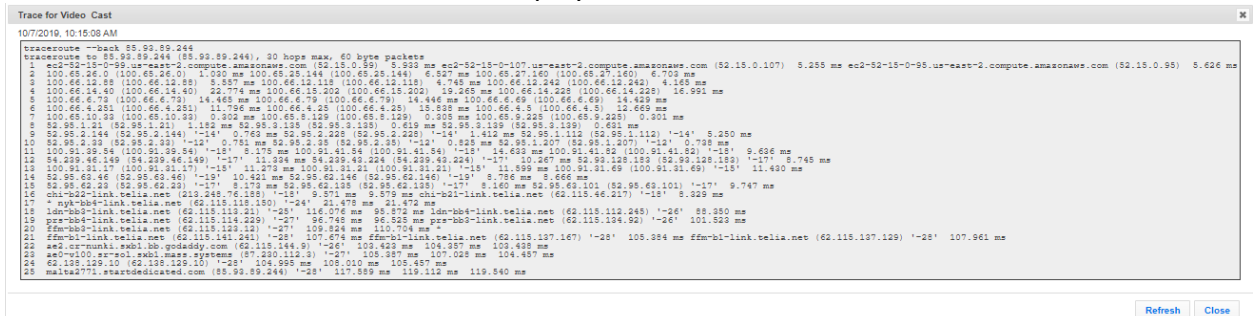 Trace for Video Cast
10/7/2019, 10:15:08 AM
traceroute --back 85.93.89.244
traceroute to 85.93.89.244 (85.93.89.244), 30 hops max, 60 byte packets
1 ec2-52-15-0-99.us-east-2.compute.amazonaws.com (52.15.0.99) 5.933 ms ec2-52-15-0-107.us-east-2.compute.amazonaws.com (52.15.0.107) 5.255 ms ec2-52-15-0-95.us-east-2.compute.amazonaws.com (52.15.0.95) 5.626 ms
2 100.65.26.0 (100.65.26.0) 1.030 ms 100.65.25.144 (100.65.25.144) 6.527 ms 100.65.27.160 (100.65.27.160) 6.703 ms
3 100.66.12.88 (100.66.12.88) 5.557 ms 100.66.12.118 (100.66.12.118) 4.745 ms 100.66.12.242 (100.66.12.242) 4.165 ms
4 100.66.14.40 (100.66.14.40) 22.774 ms 100.66.15.202 (100.66.15.202) 19.265 ms 100.66.14.228 (100.66.14.228) 16.991 ms
5 100.66.6.73 (100.66.6.73) 14.465 ms 100.66.6.79 (100.66.6.79) 14.446 ms 100.66.6.69 (100.66.6.69) 14.429 ms
6 100.66.4.251 (100.66.4.251) 11.796 ms 100.66.4.25 (100.66.4.25) 15.838 ms 100.66.4.5 (100.66.4.5) 12.669 ms
7 100.65.10.33 (100.65.10.33) 0.302 ms 100.65.8.129 (100.65.8.129) 0.305 ms 100.65.9.225 (100.65.9.225) 0.301 ms
8 52.95.1.21 (52.95.1.21) 1.182 ms 52.95.3.135 (52.95.3.135) 0.619 ms 52.95.3.139 (52.95.3.139) 0.631 ms
9 52.95.2.144 (52.95.2.144) '-14' 0.763 ms 52.95.2.228 (52.95.2.228) '-14' 1.412 ms 52.95.1.112 (52.95.1.112) '-14' 5.250 ms
10 52.95.2.33 (52.95.2.33) '-12' 0.751 ms 52.95.2.35 (52.95.2.35) '-12' 0.825 ms 52.95.1.207 (52.95.1.207) '-12' 0.738 ms
11 100.91.39.54 (100.91.39.54) '-18' 8.175 ms 100.91.41.54 (100.91.41.54) '-18' 14.633 ms 100.91.41.82 (100.91.41.82) '-18' 9.636 ms
12 54.239.46.149 (54.239.46.149) '-17' 11.334 ms 54.239.43.224 (54.239.43.224) '-17' 10.267 ms 52.93.128.183 (52.93.128.183) '-17' 8.745 ms
13 100.91.31.17 (100.91.31.17) '-15' 11.273 ms 100.91.31.21 (100.91.31.21) '-15' 11.599 ms 100.91.31.69 (100.91.31.69) '-15' 11.430 ms
14 52.95.63.46 (52.95.63.46) '-19' 10.421 ms 52.95.62.146 (52.95.62.146) '-19' 8.786 ms 8.666 ms
15 52.95.62.23 (52.95.62.23) '-17' 8.173 ms 52.95.62.135 (52.95.62.135) '-17' 8.160 ms 52.95.63.101 (52.95.63.101) '-17' 9.747 ms
16 chi-b22-link.telia.net (213.248.76.188) '-18' 9.571 ms 9.579 ms chi-b21-link.telia.net (62.115.46.217) '-18' 8.329 ms
17 * nyk-bb4-link.telia.net (62.115.118.150) '-24' 21.478 ms 21.472 ms
18 ldn-bb3-link.telia.net (62.115.113.21) '-25' 116.076 ms 95.872 ms ldn-bb4-link.telia.net (62.115.112.245) '-26' 88.350 ms
19 prs-bb4-link.telia.net (62.115.114.229) '-27' 96.748 ms 96.525 ms prs-bb3-link.telia.net (62.115.134.92) '-26' 101.523 ms
20 ffm-bb3-link.telia.net (62.115.123.12) '-27' 109.824 ms 110.704 ms *
21 ffm-b1-link.telia.net (62.115.141.241) '-28' 107.674 ms ffm-b1-link.telia.net (62.115.137.167) '-28' 105.384 ms ffm-b1-link.telia.net (62.115.137.129) '-28' 107.961 ms
22 ae2.cr-nunki.sxb1.bb.godaddy.com (62.115.144.9) '-26' 103.423 ms 104.357 ms 103.438 ms
23 ae0-v100.sr-sol.sxb1.mass.systems (87.230.112.3) '-27' 105.387 ms 107.028 ms 104.487 ms
24 62.138.129.10 (62.138.129.10) '-28' 104.995 ms 108.010 ms 105.457 ms
25 malta2771.startdedicated.com (85.93.89.244) '-28' 117.589 ms 119.112 ms 119.540 ms
Refresh Close